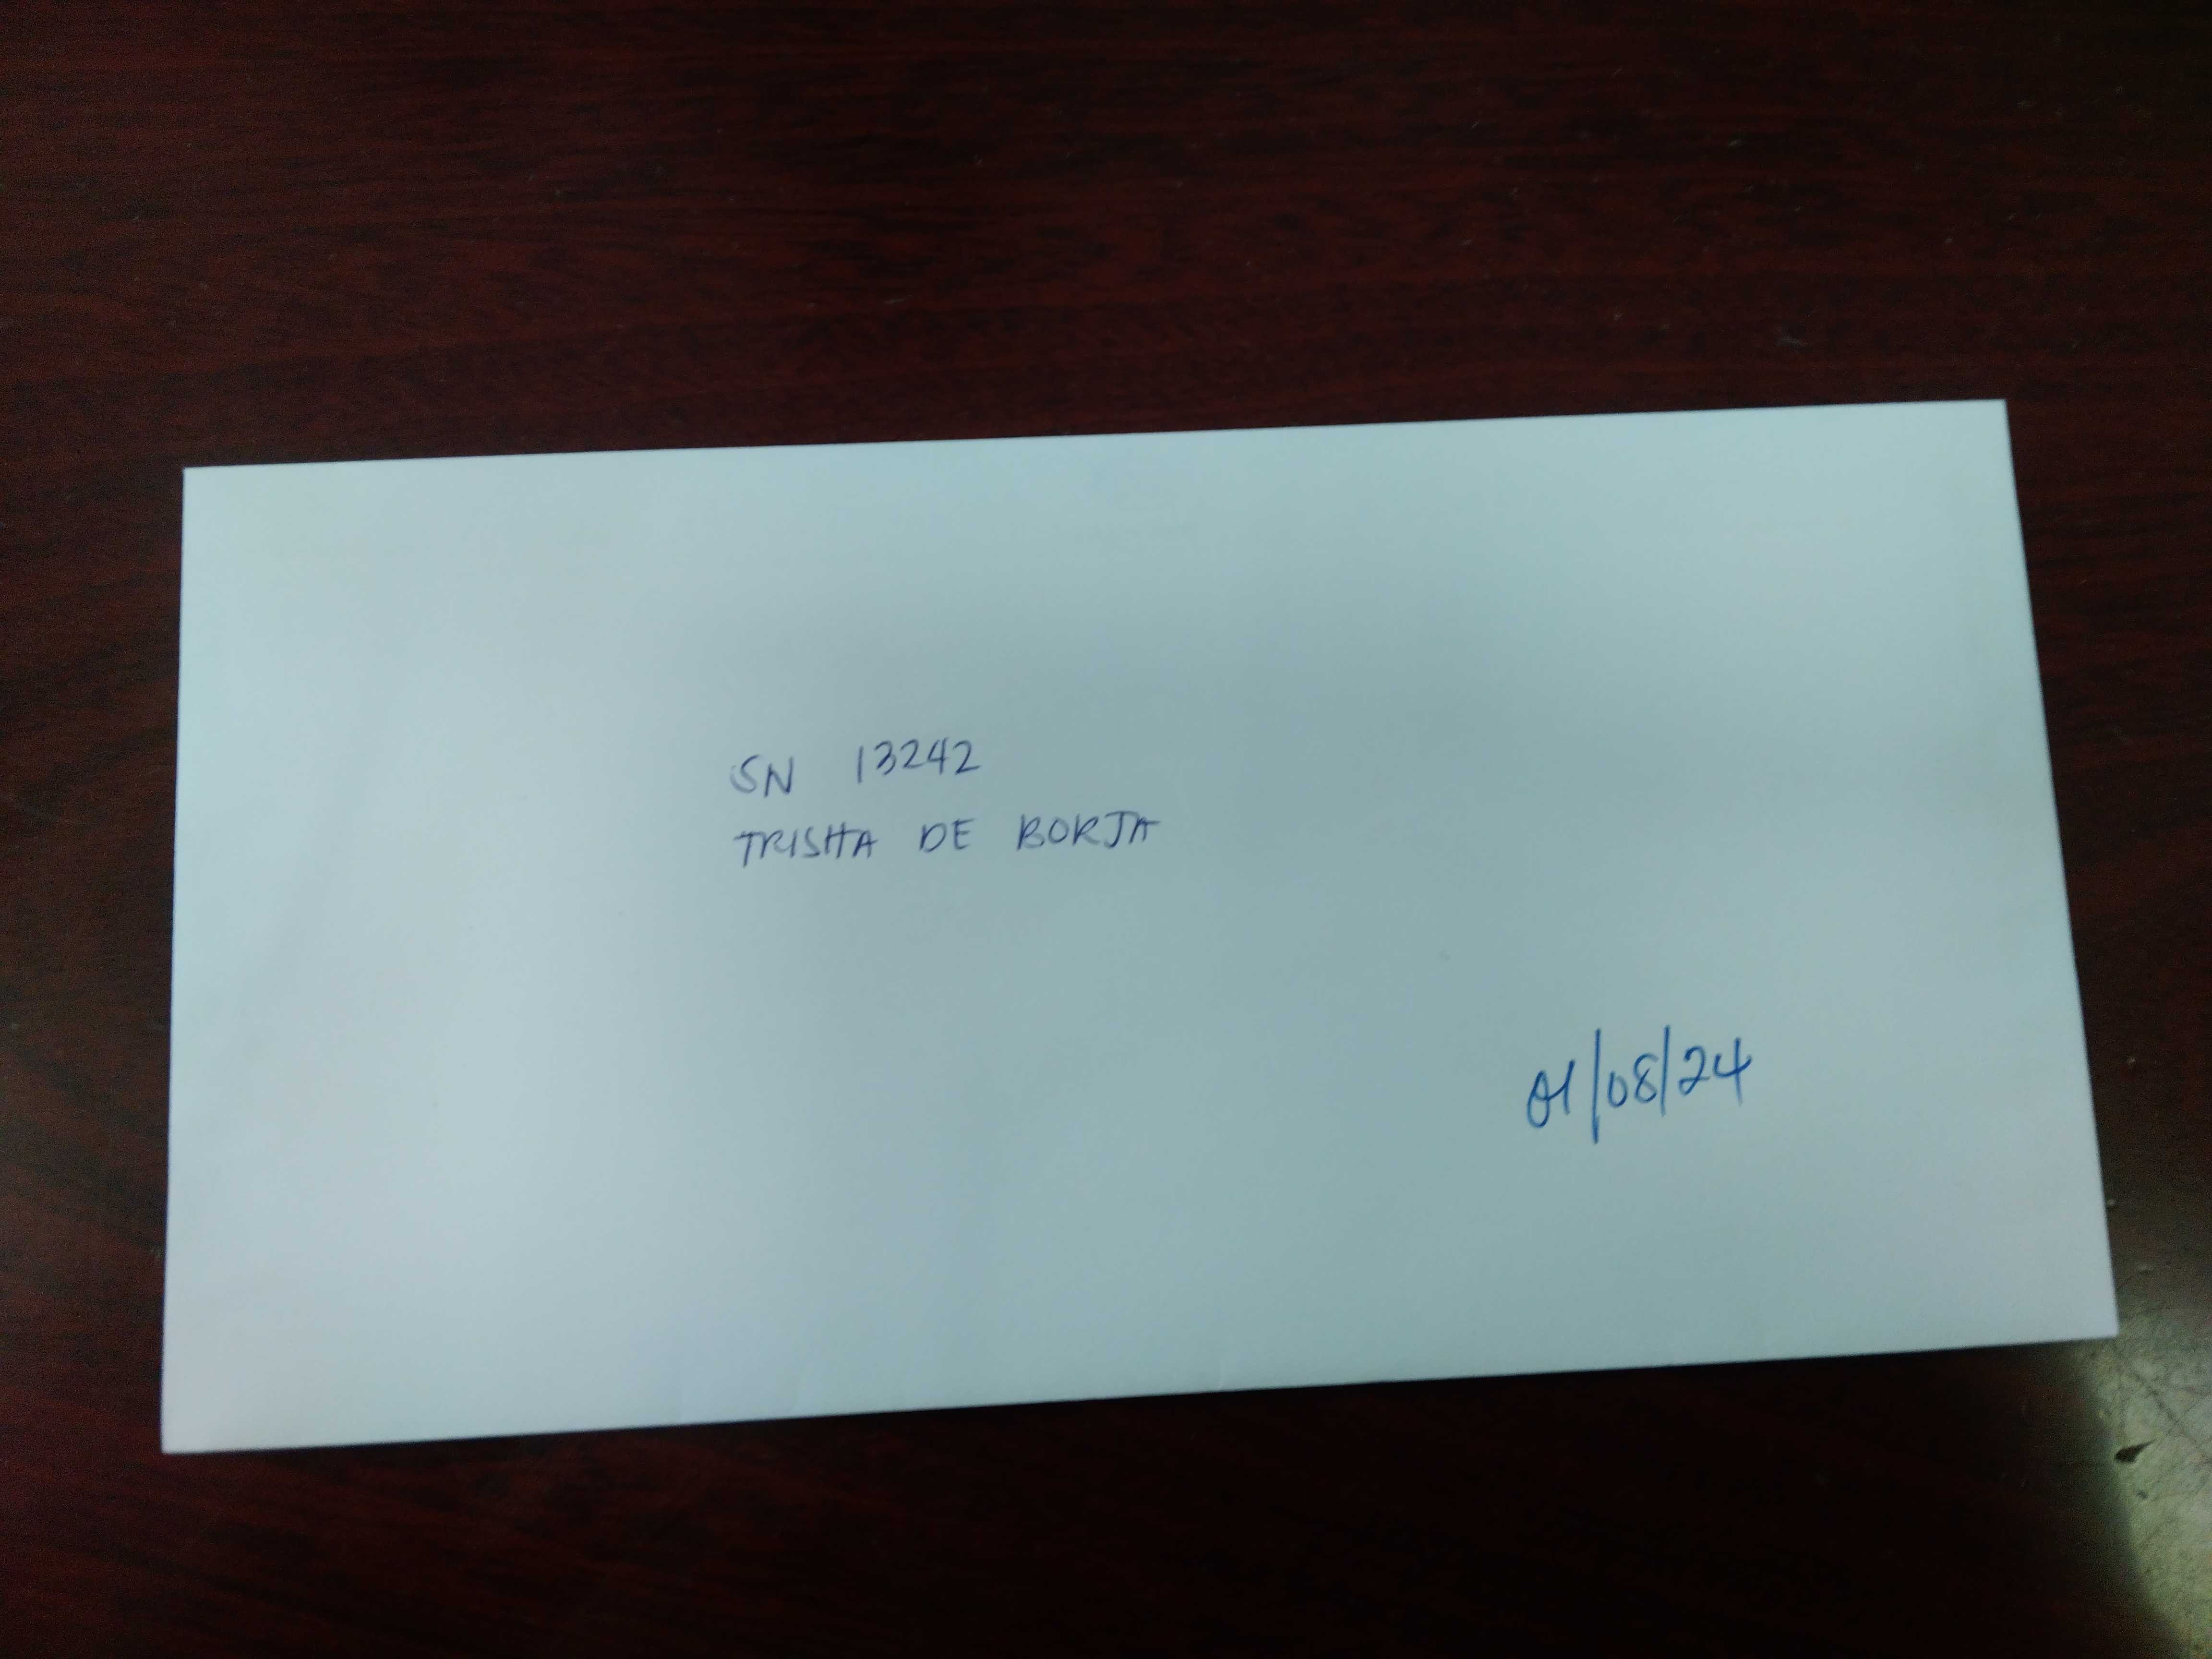 SN 13242
TRISHA DE BORJA
01/08/24